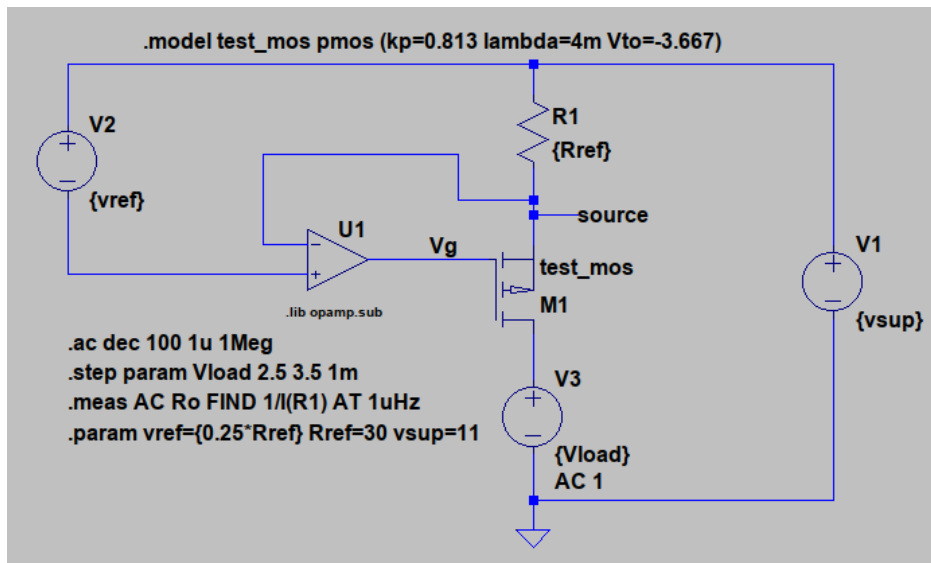 .model test_mos pmos (kp=0.813 lambda=4m Vto=-3.667)
V2
+
−
{vref}
R1
{Rref}
source
U1
−
+
Vg
.lib opamp.sub
test_mos
M1
V1
+
−
{vsup}
V3
+
−
{Vload}
AC 1
.ac dec 100 1u 1Meg
.step param Vload 2.5 3.5 1m
.meas AC Ro FIND 1/I(R1) AT 1uHz
.param vref={0.25*Rref} Rref=30 vsup=11